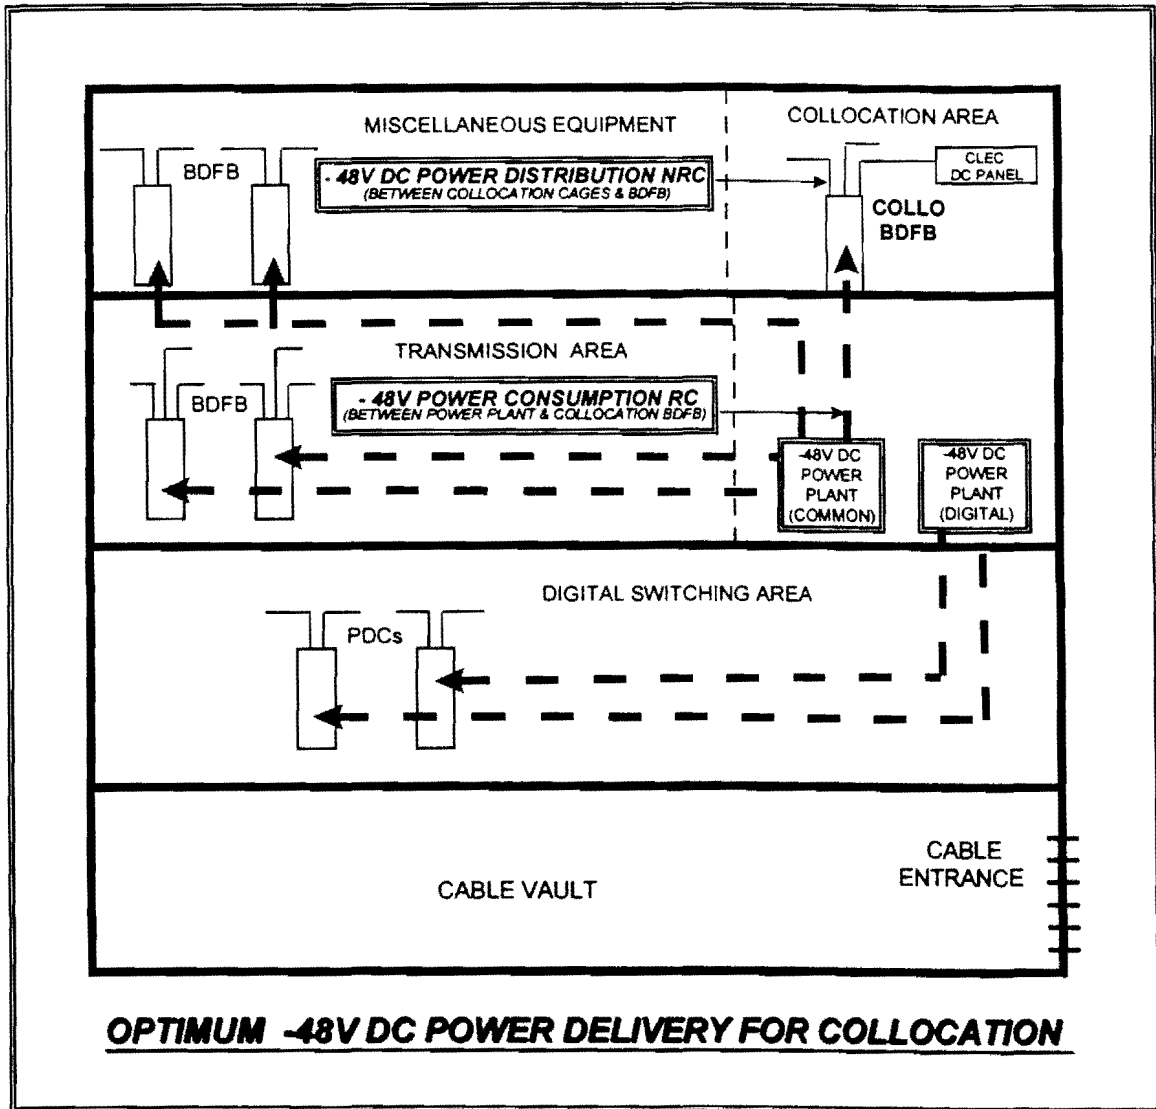 MISCELLANEOUS EQUIPMENT
COLLOCATION AREA
BDFB
- 48V DC POWER DISTRIBUTION NRC
(BETWEEN COLLOCATION CAGES & BDFB)
CLEC
DC PANEL
COLLO
BDFB
TRANSMISSION AREA
BDFB
- 48V POWER CONSUMPTION RC
(BETWEEN POWER PLANT & COLLOCATION BDFB)
-48V DC
POWER
PLANT
(COMMON)
-48V DC
POWER
PLANT
(DIGITAL)
DIGITAL SWITCHING AREA
PDCs
CABLE VAULT
CABLE
ENTRANCE
OPTIMUM -48V DC POWER DELIVERY FOR COLLOCATION